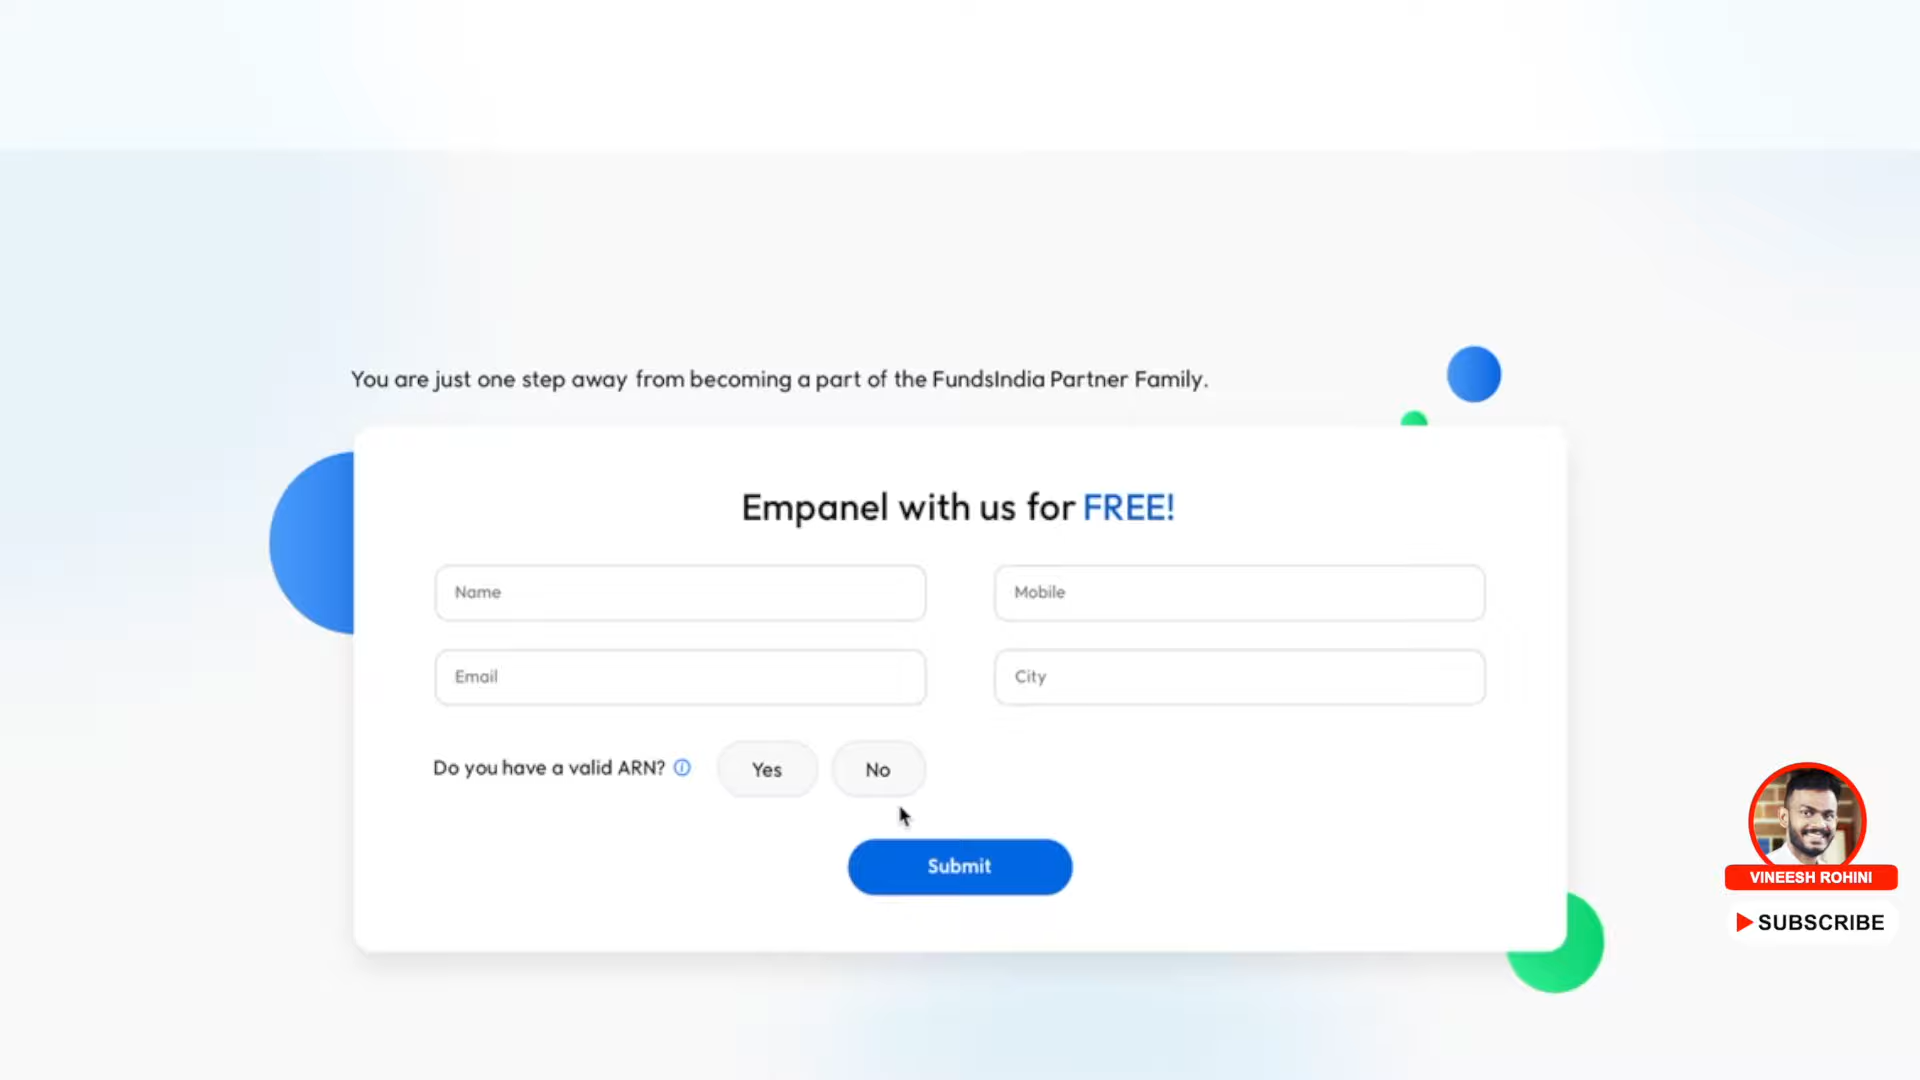 You are just one step away from becoming a part of the FundsIndia Partner Family.
Empanel with us for FREE!
Name
Mobile
Email
City
Do you have a valid ARN?
Yes
No
Submit
VINEESH ROHINI
SUBSCRIBE